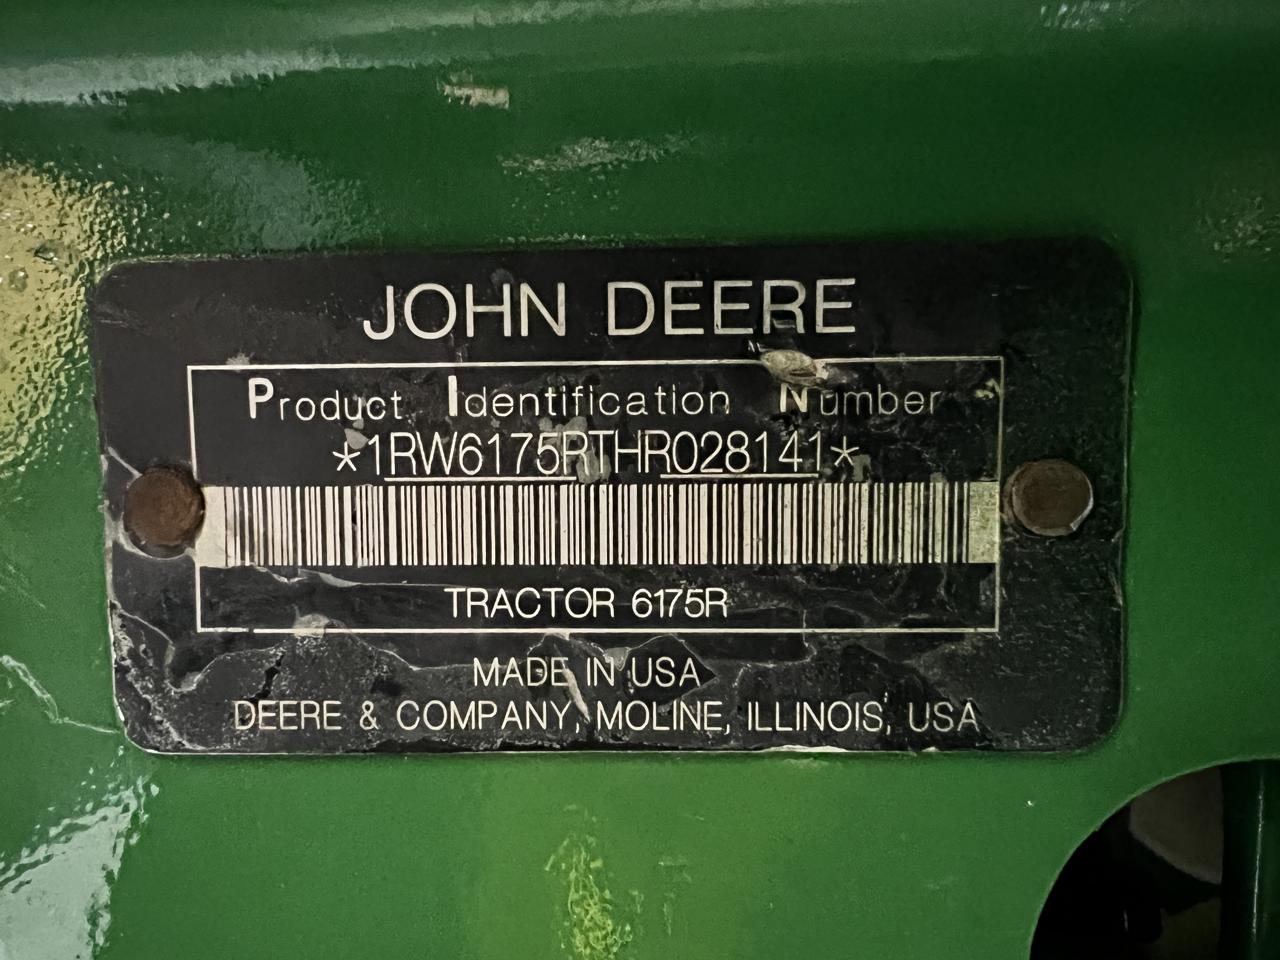 JOHN DEERE
Product Identification Number
*1RW6175RTHR028141*
TRACTOR 6175R
MADE IN USA
DEERE & COMPANY, MOLINE, ILLINOIS, USA